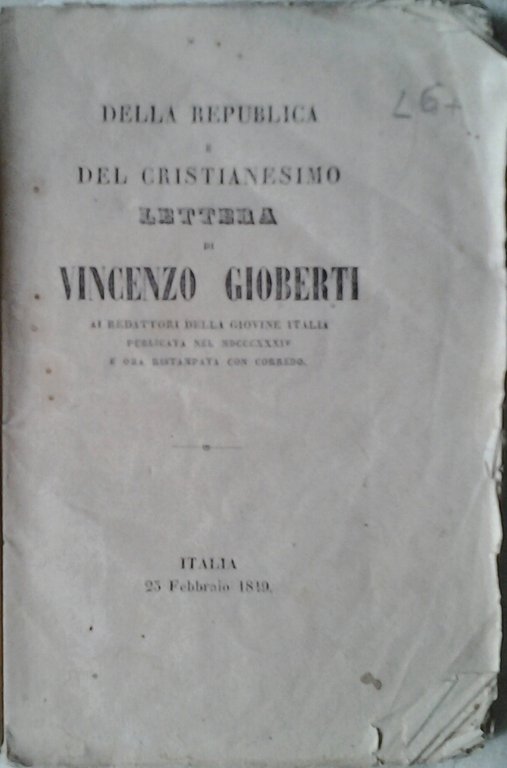 DELLA REPUBLICA
E
DEL CRISTIANESIMO
LETTERA
DI
VINCENZO GIOBERTI
AI REDATTORI DELLA GIOVINE ITALIA
PUBLICATA NEL MDCCCXXXIV
E ORA RISTAMPATA CON CORREDO.
ITALIA
25 Febbraio 1849.